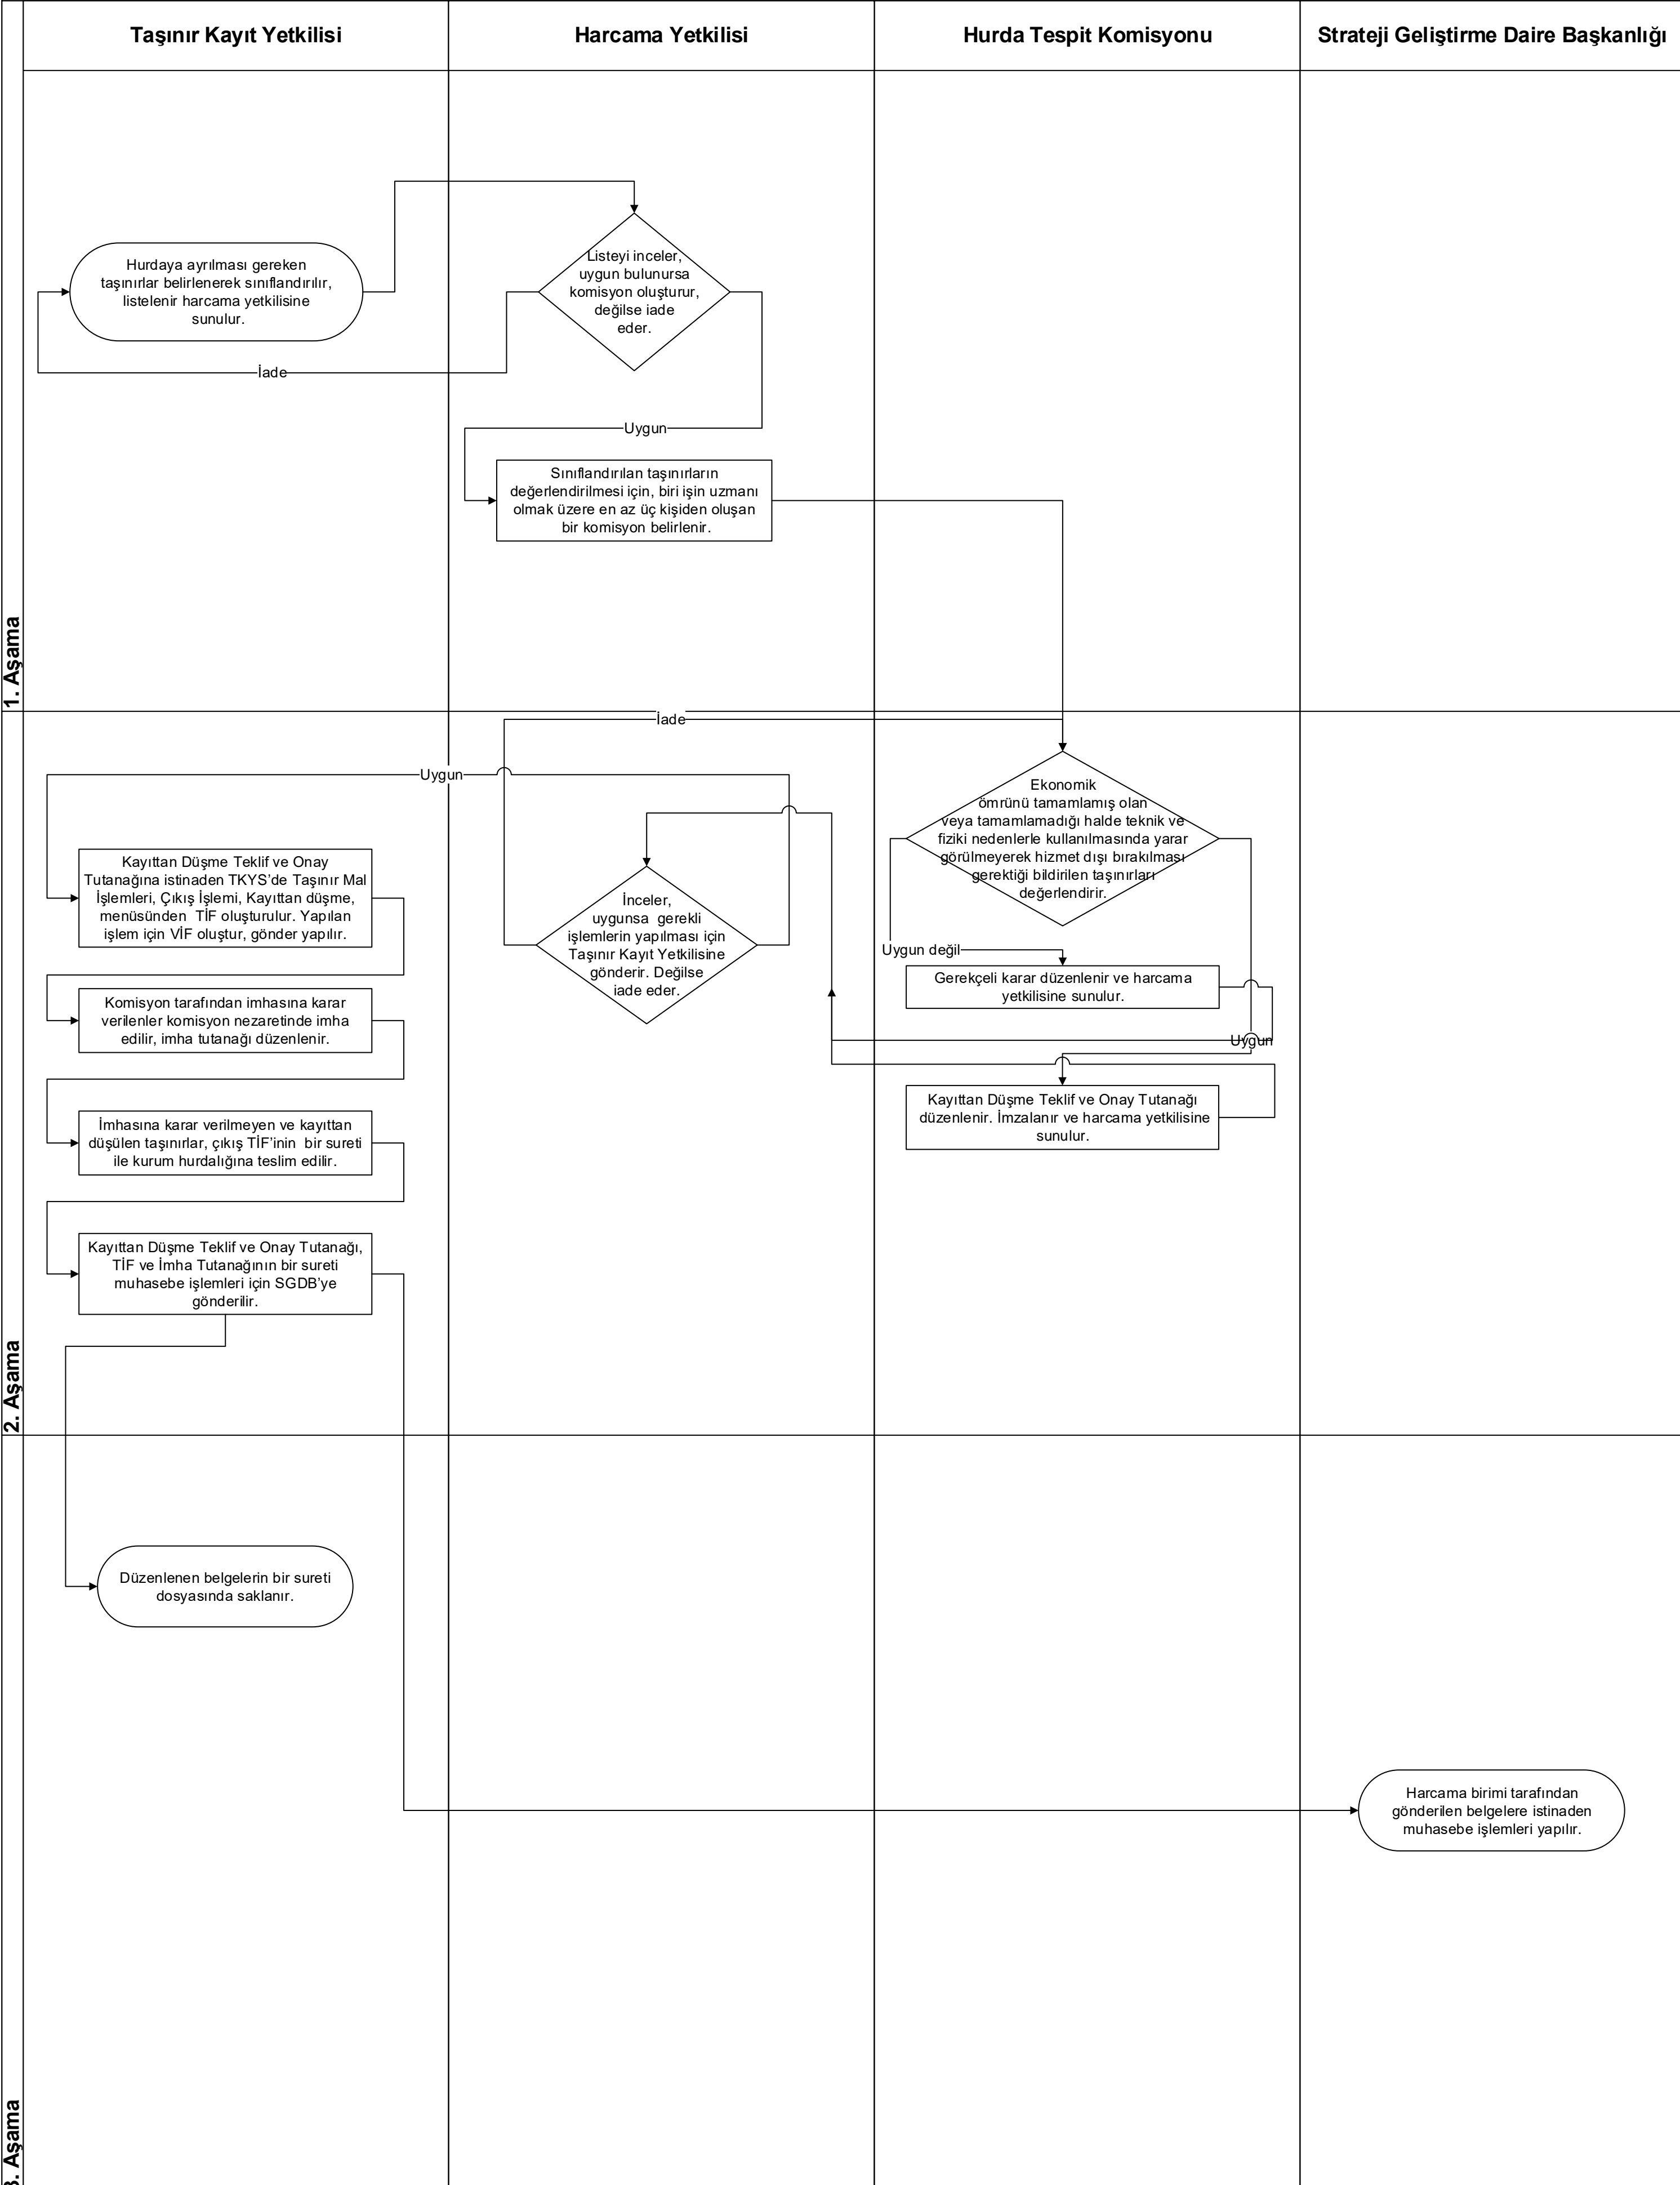 Taşınır Kayıt Yetkilisi
Harcama Yetkilisi
Hurda Tespit Komisyonu
Strateji Geliştirme Daire Başkanlığı
1. Aşama
Hurdaya ayrılması gereken
taşınırlar belirlenerek sınıflandırılır,
listelenir harcama yetkilisine
sunulur.
Listeyi inceler,
uygun bulunursa
komisyon oluşturur,
değilse iade
eder.
İade
Uygun
Sınıflandırılan taşınırların
değerlendirilmesi için, biri işin uzmanı
olmak üzere en az üç kişiden oluşan
bir komisyon belirlenir.
2. Aşama
İade
Uygun
Ekonomik
ömrünü tamamlamış olan
veya tamamlamadığı halde teknik ve
fiziki nedenlerle kullanılmasında yarar
görülmeyerek hizmet dışı bırakılması
gerektiği bildirilen taşınırları
değerlendirir.
Kayıttan Düşme Teklif ve Onay
Tutanağına istinaden TKYS’de Taşınır Mal
İşlemleri, Çıkış İşlemi, Kayıttan düşme,
menüsünden  TİF oluşturulur. Yapılan
işlem için VİF oluştur, gönder yapılır.
İnceler,
uygunsa  gerekli
işlemlerin yapılması için
Taşınır Kayıt Yetkilisine
gönderir. Değilse
iade eder.
Uygun değil
Gerekçeli karar düzenlenir ve harcama
yetkilisine sunulur.
Komisyon tarafından imhasına karar
verilenler komisyon nezaretinde imha
edilir, imha tutanağı düzenlenir.
Uygun
Kayıttan Düşme Teklif ve Onay Tutanağı
düzenlenir. İmzalanır ve harcama yetkilisine
sunulur.
İmhasına karar verilmeyen ve kayıttan
düşülen taşınırlar, çıkış TİF’inin  bir sureti
ile kurum hurdalığına teslim edilir.
Kayıttan Düşme Teklif ve Onay Tutanağı,
TİF ve İmha Tutanağının bir sureti
muhasebe işlemleri için SGDB’ye
gönderilir.
3. Aşama
Düzenlenen belgelerin bir sureti
dosyasında saklanır.
Harcama birimi tarafından
gönderilen belgelere istinaden
muhasebe işlemleri yapılır.